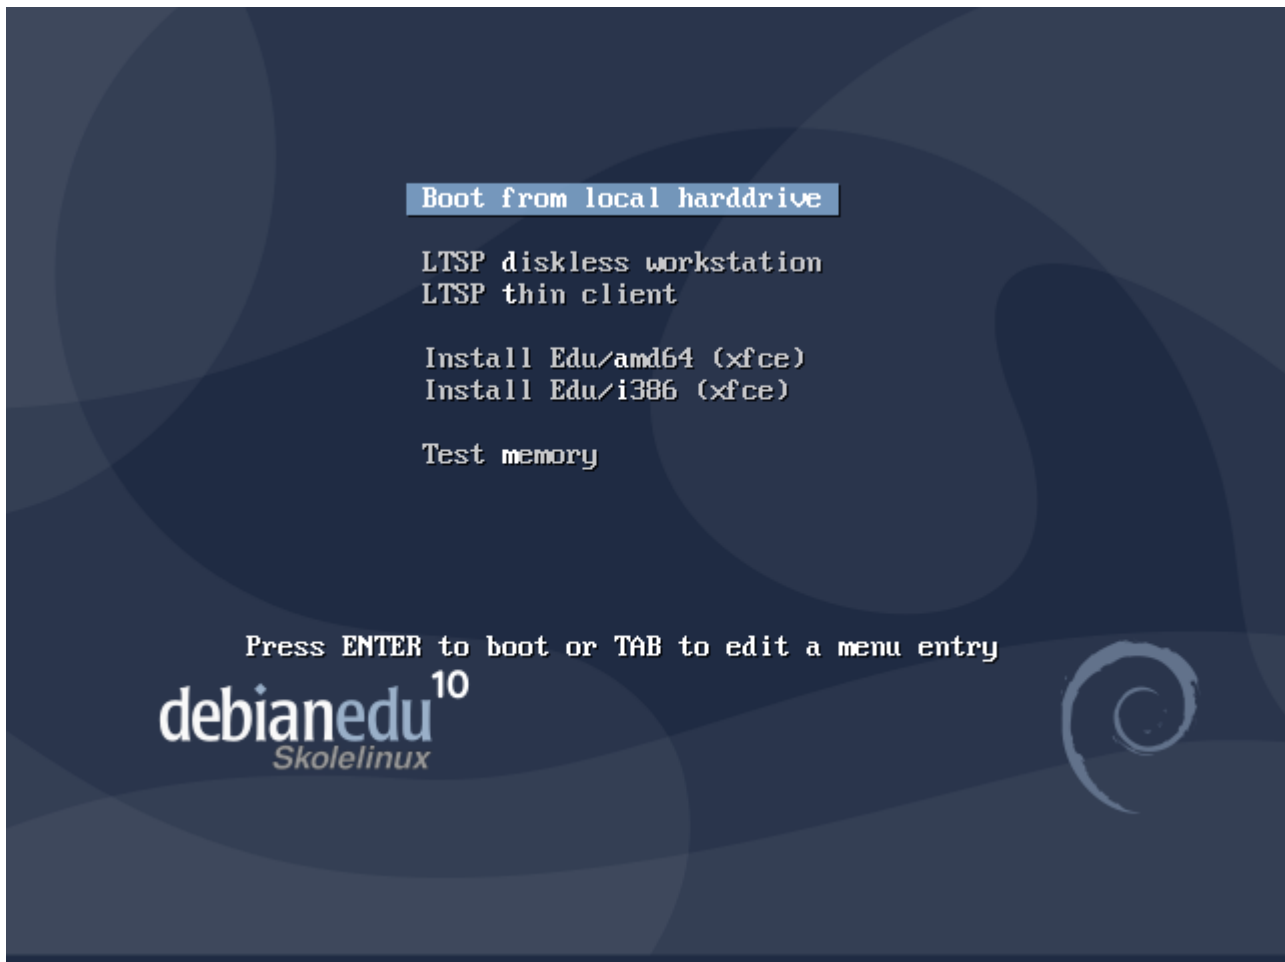 Boot from local harddrive
LTSP diskless workstation
LTSP thin client
Install Edu/amd64 (xfce)
Install Edu/i386 (xfce)
Test memory
Press ENTER to boot or TAB to edit a menu entry
debianedu 10
Skolelinux